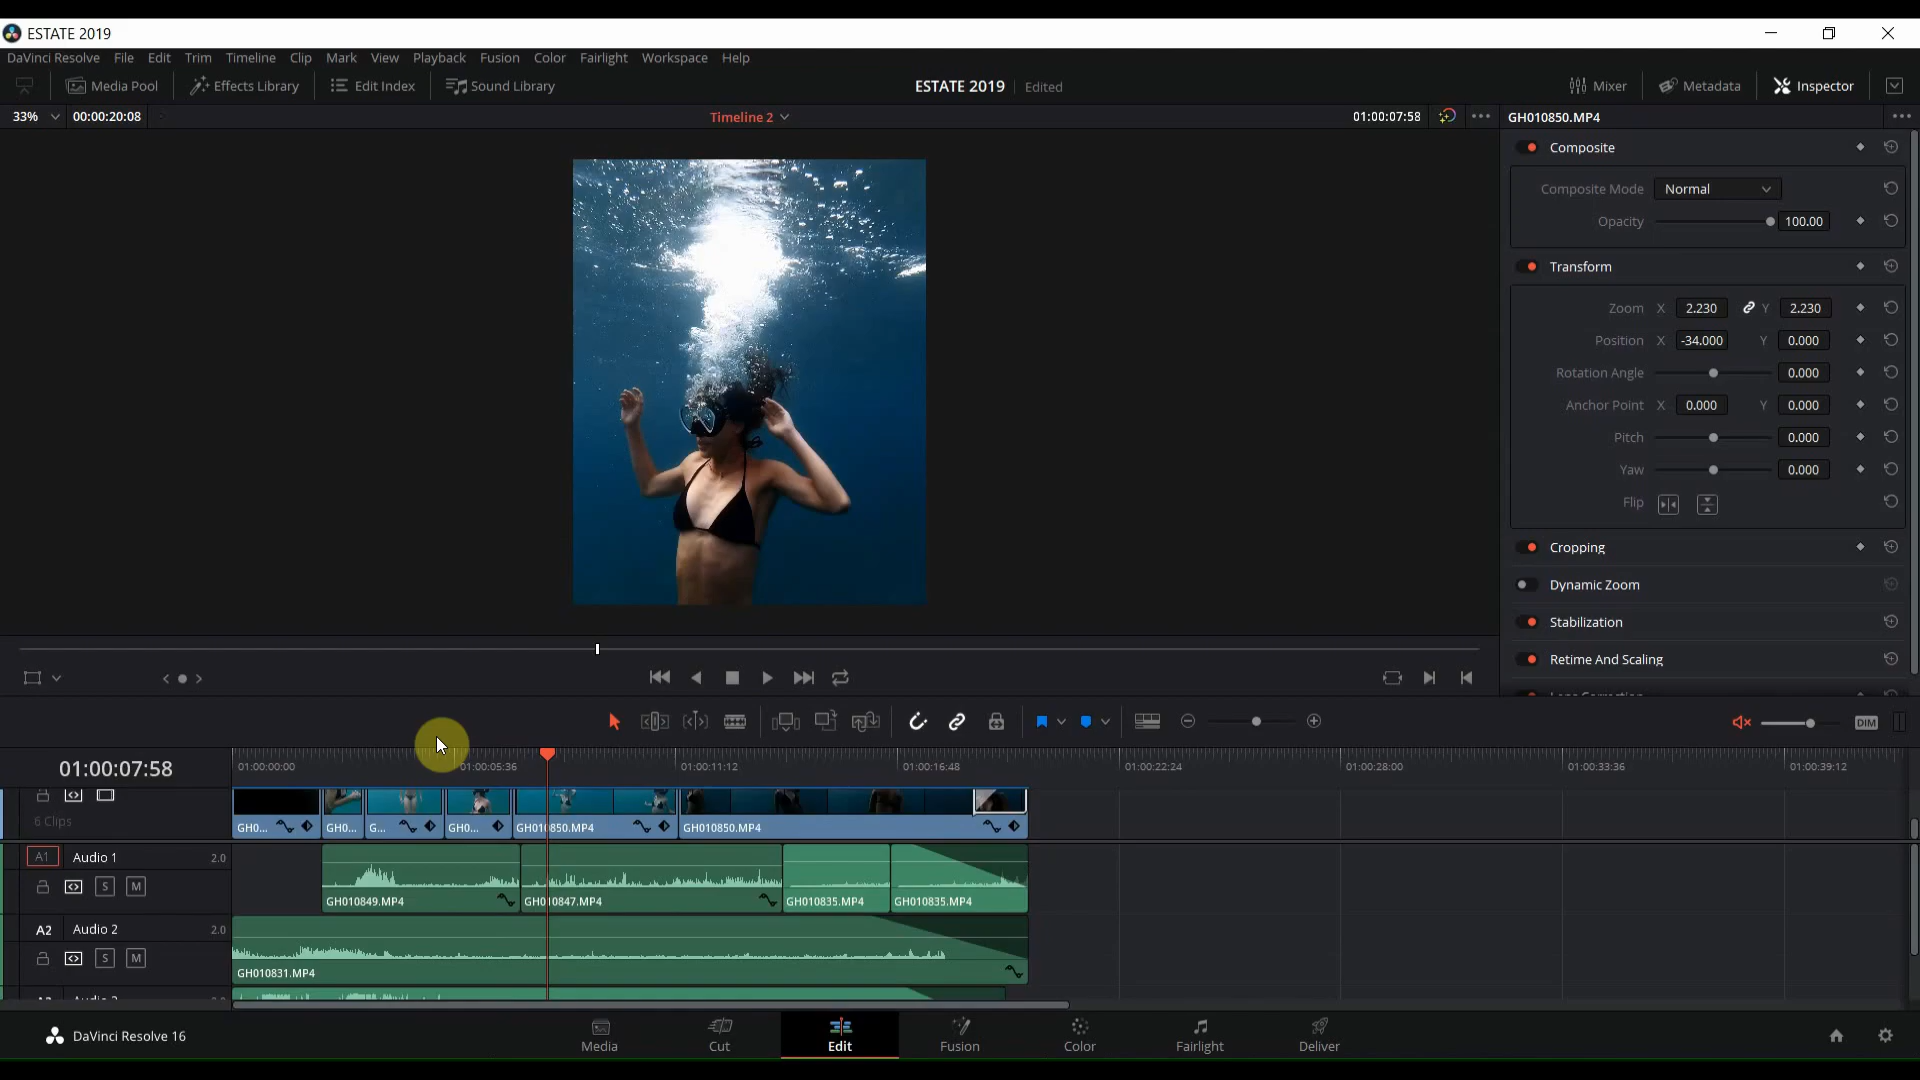 ESTATE 2019
DaVinci Resolve File Edit Trim Timeline Clip Mark View Playback Fusion Color Fairlight Workspace Help
Media Pool Effects Library Edit Index Sound Library ESTATE 2019 Edited Mixer Metadata Inspector
33% 00:00:20:08 Timeline 2 01:00:07:58 GH010850.MP4
Composite
Composite Mode Normal
Opacity 100.00
Transform
Zoom X 2.230 Y 2.230
Position X -34.000 Y 0.000
Rotation Angle 0.000
Anchor Point X 0.000 Y 0.000
Pitch 0.000
Yaw 0.000
Flip
Cropping
Dynamic Zoom
Stabilization
Retime And Scaling
DIM
01:00:07:58 01:00:00:00 01:00:05:36 01:00:11:12 01:00:16:48 01:00:22:24 01:00:28:00 01:00:33:36 01:00:39:12
6 Clips GH0... GH0... G... GH0... GH010850.MP4 GH010850.MP4
A1 Audio 1 2.0
S M
GH010849.MP4 GH010847.MP4 GH010835.MP4 GH010835.MP4
A2 Audio 2 2.0
S M
GH010831.MP4
DaVinci Resolve 16 Media Cut Edit Fusion Color Fairlight Deliver